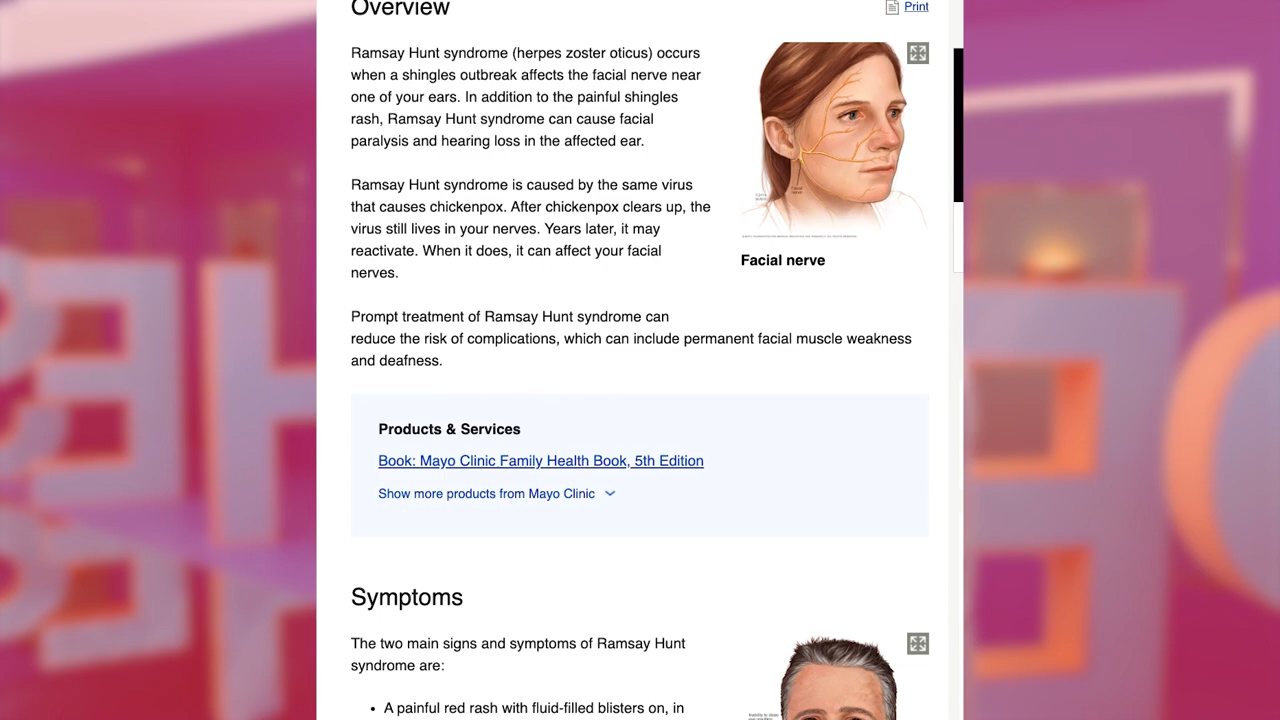 Overview
Print
Ramsay Hunt syndrome (herpes zoster oticus) occurs
when a shingles outbreak affects the facial nerve near
one of your ears. In addition to the painful shingles
rash, Ramsay Hunt syndrome can cause facial
paralysis and hearing loss in the affected ear.
Ramsay Hunt syndrome is caused by the same virus
that causes chickenpox. After chickenpox clears up, the
virus still lives in your nerves. Years later, it may
reactivate. When it does, it can affect your facial
nerves.
Facial nerve
Prompt treatment of Ramsay Hunt syndrome can
reduce the risk of complications, which can include permanent facial muscle weakness
and deafness.
Products & Services
Book: Mayo Clinic Family Health Book, 5th Edition
Show more products from Mayo Clinic
Symptoms
The two main signs and symptoms of Ramsay Hunt
syndrome are:
• A painful red rash with fluid-filled blisters on, in